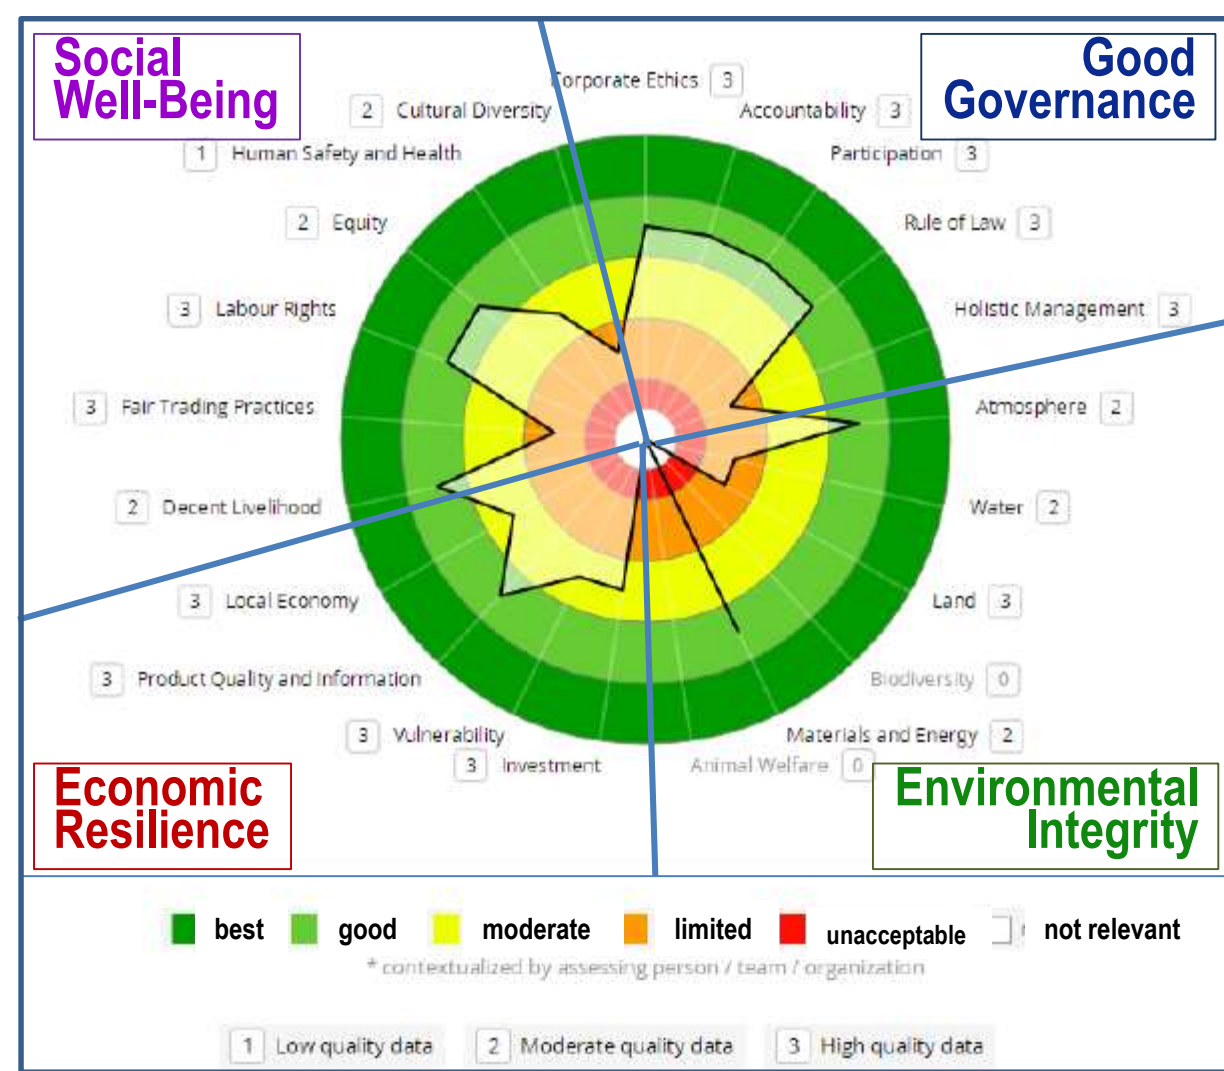 Social
Well-Being
Good
Governance
Corporate Ethics 3
2 Cultural Diversity
Accountability 3
1 Human Safety and Health
Participation 3
2 Equity
Rule of Law 3
3 Labour Rights
Holistic Management 3
3 Fair Trading Practices
Atmosphere 2
2 Decent Livelihood
Water 2
3 Local Economy
Land 3
3 Product Quality and Information
Biodiversity 0
3 Vulnerability
Materials and Energy 2
3 Investment
Animal Welfare 0
Economic
Resilience
Environmental
Integrity
best good moderate limited unacceptable not relevant
* contextualized by assessing person / team / organization
1 Low quality data 2 Moderate quality data 3 High quality data